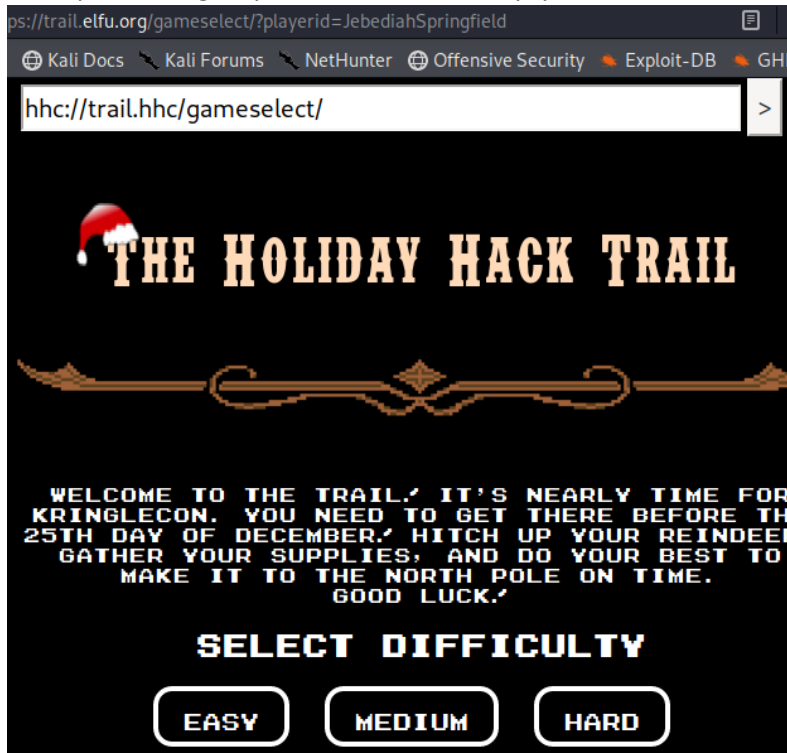 ps://trail.elfu.org/gameselect/?playerid=JebediahSpringfield
Kali Docs Kali Forums NetHunter Offensive Security Exploit-DB GHI
hhc://trail.hhc/gameselect/ >
THE HOLIDAY HACK TRAIL
WELCOME TO THE TRAIL! IT'S NEARLY TIME FOR
KRINGLECON. YOU NEED TO GET THERE BEFORE TH
25TH DAY OF DECEMBER! HITCH UP YOUR REINDEE
GATHER YOUR SUPPLIES, AND DO YOUR BEST TO
MAKE IT TO THE NORTH POLE ON TIME.
GOOD LUCK!
SELECT DIFFICULTY
EASY MEDIUM HARD